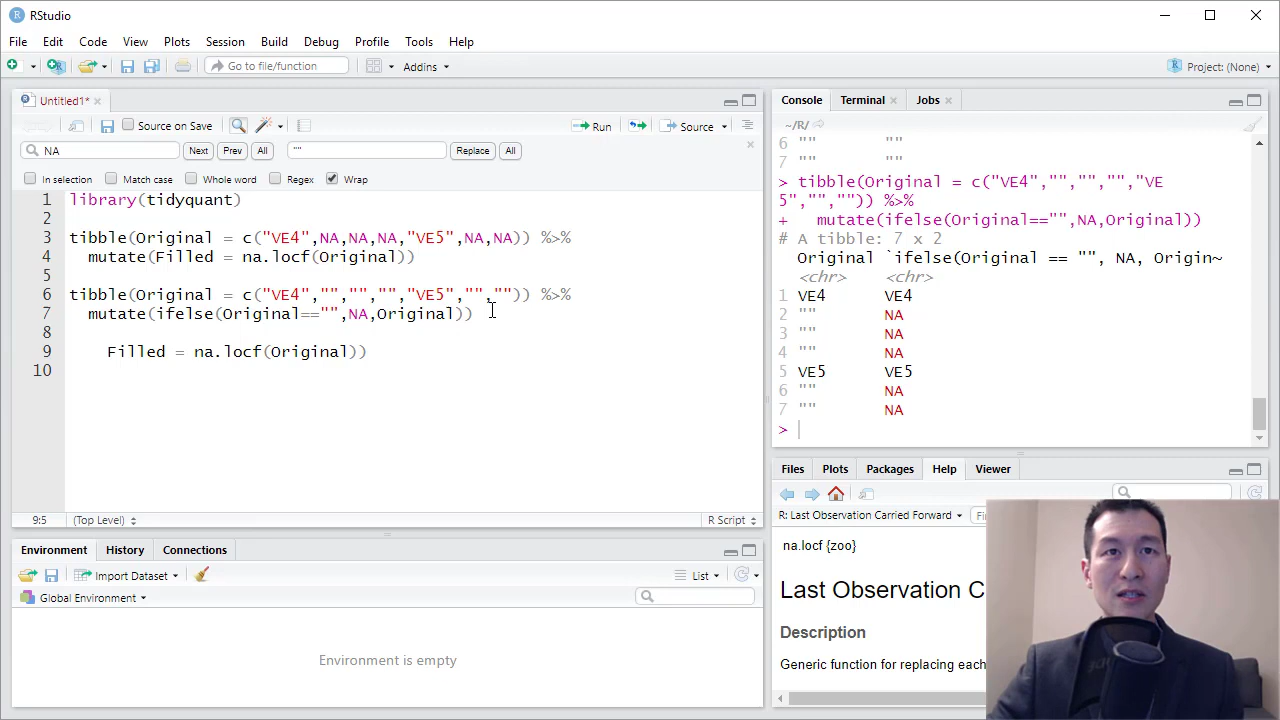 RStudio
File Edit Code View Plots Session Build Debug Profile Tools Help
Go to file/function
Addins
Project: (None)
Untitled1*
Source on Save
Run
Source
NA
Next
Prev
All
""
Replace
All
In selection
Match case
Whole word
Regex
Wrap
1 library(tidyquant)
2
3 tibble(Original = c("VE4",NA,NA,NA,"VE5",NA,NA)) %>%
4 mutate(Filled = na.locf(Original))
5
6 tibble(Original = c("VE4","","","","VE5","","")) %>%
7 mutate(ifelse(Original=="",NA,Original))
8
9 Filled = na.locf(Original))
10
9:5 (Top Level) R Script
Environment History Connections
Import Dataset
List
Global Environment
Environment is empty
Console Terminal Jobs
~/R/
6 "" ""
7 "" ""
> tibble(Original = c("VE4","","","","VE
5","","")) %>%
+ mutate(ifelse(Original=="",NA,Original))
# A tibble: 7 x 2
Original `ifelse(Original == "", NA, Origin~
<chr> <chr>
1 VE4 VE4
2 "" NA
3 "" NA
4 "" NA
5 VE5 VE5
6 "" NA
7 "" NA
>
Files Plots Packages Help Viewer
R: Last Observation Carried Forward
na.locf {zoo}
Last Observation C
Description
Generic function for replacing each